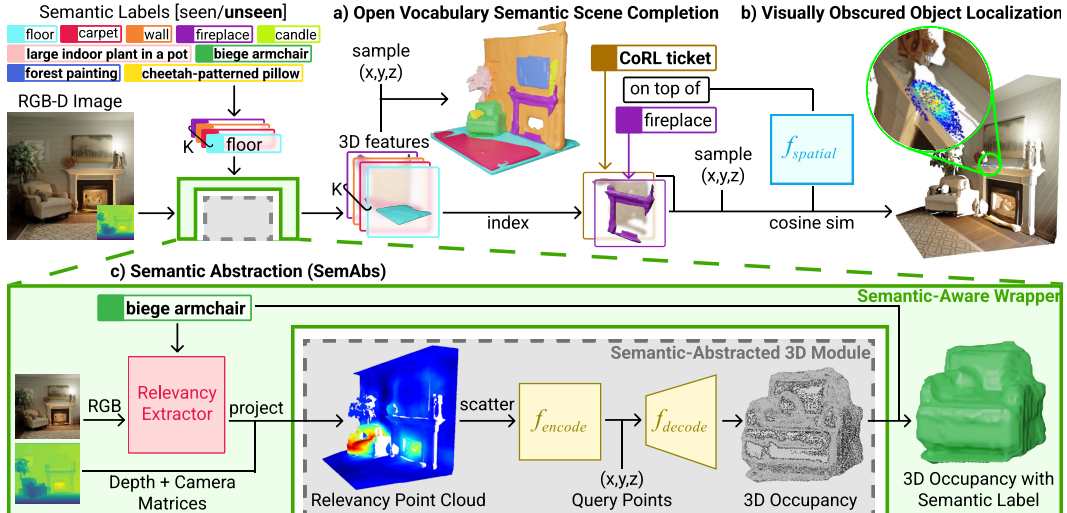 Semantic Labels [seen/unseen]
floor
carpet
wall
fireplace
candle
large indoor plant in a pot
biege armchair
forest painting
cheetah-patterned pillow
RGB-D Image
K
floor
a) Open Vocabulary Semantic Scene Completion
sample
(x,y,z)
3D features
K
index
CoRL ticket
on top of
fireplace
sample
(x,y,z)
f_spatial
cosine sim
b) Visually Obscured Object Localization
c) Semantic Abstraction (SemAbs)
Semantic-Aware Wrapper
biege armchair
RGB
Relevancy
Extractor
project
Depth + Camera
Matrices
Semantic-Abstracted 3D Module
Relevancy Point Cloud
scatter
f_encode
(x,y,z)
Query Points
f_decode
3D Occupancy
3D Occupancy with
Semantic Label